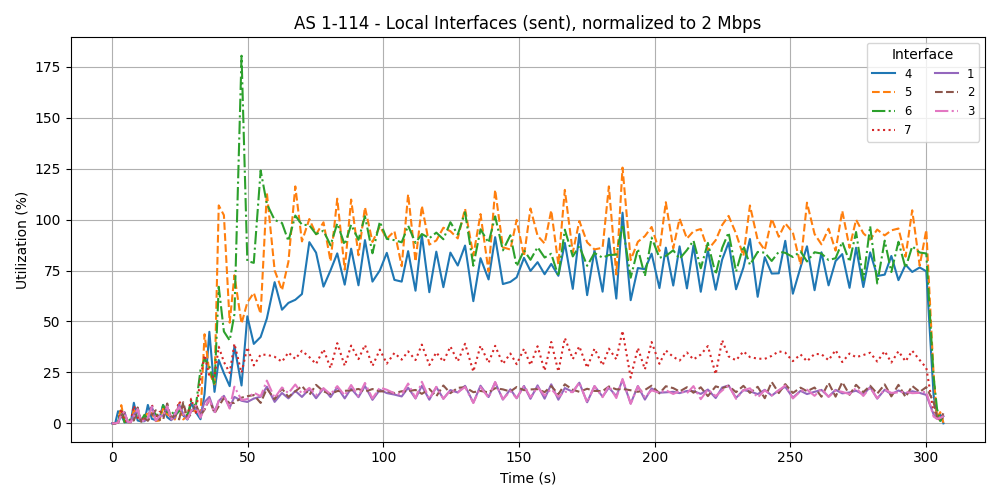 AS 1-114 - Local Interfaces (sent), normalized to 2 Mbps
Utilization (%)
175
150
125
100
75
50
25
0
0 50 100 150 200 250 300
Time (s)
Interface
4 1
5 2
6 3
7